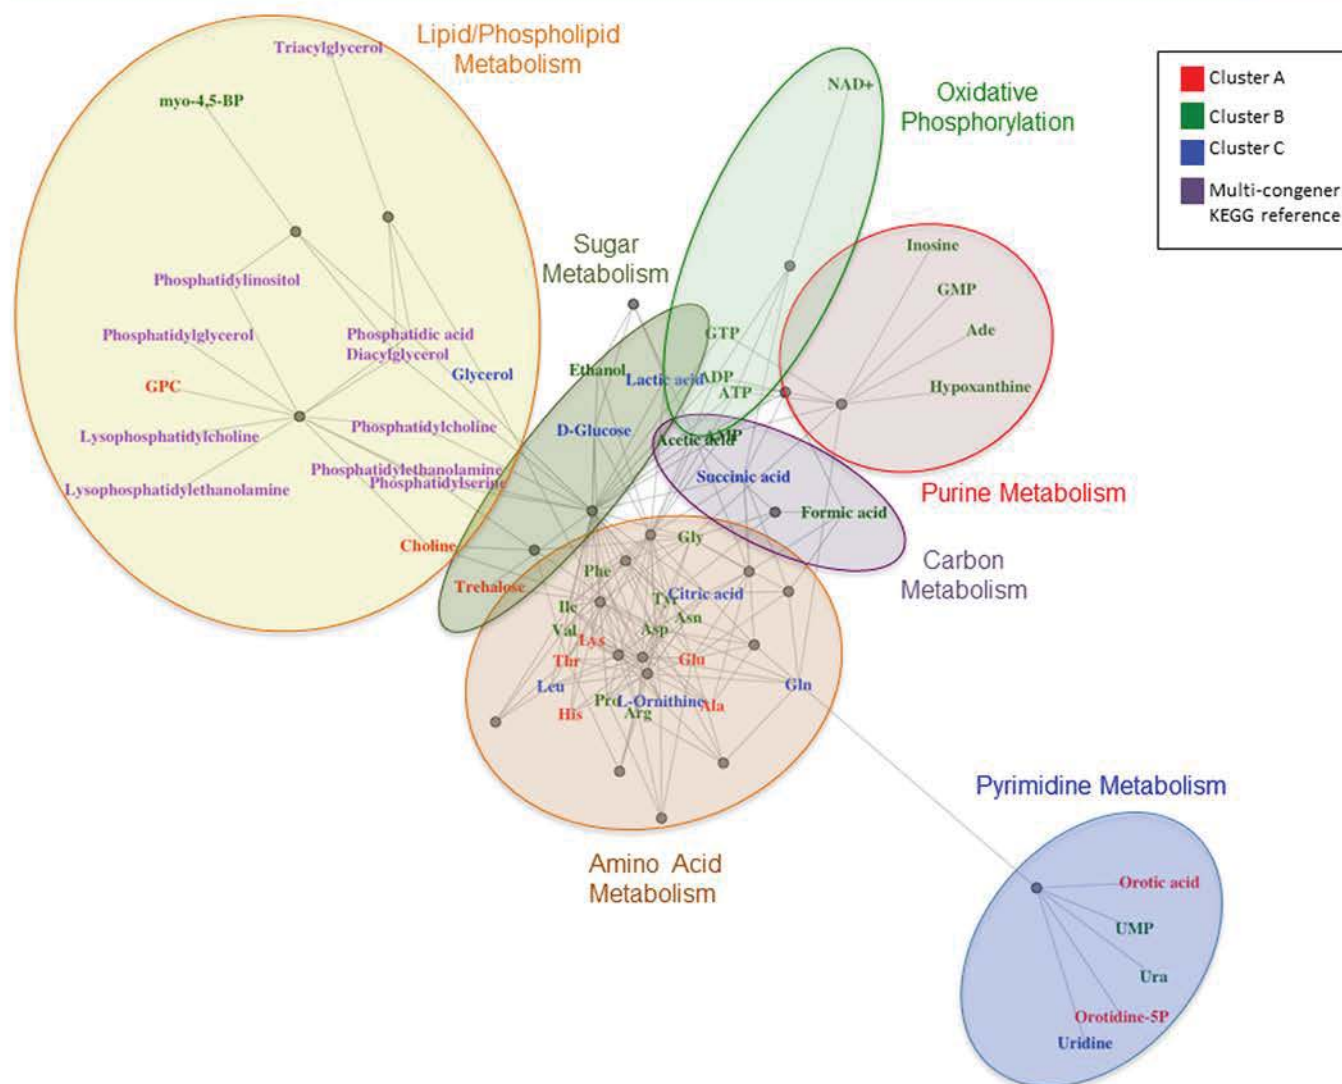 Lipid/Phospholipid
Metabolism
Triacylglycerol
myo-4,5-BP
Phosphatidylinositol
Phosphatidylglycerol
Phosphatidic acid
Diacylglycerol
GPC
Glycerol
Lysophosphatidylcholine
Phosphatidylcholine
Phosphatidylethanolamine
Phosphatidylserine
Lysophosphatidylethanolamine
Choline
Sugar
Metabolism
Ethanol
Lactic acid
D-Glucose
Trehalose
Oxidative
Phosphorylation
NAD+
GTP
ADP
ATP
AMP
Inosine
GMP
Ade
Hypoxanthine
Purine Metabolism
Acetic acid
Succinic acid
Formic acid
Carbon
Metabolism
Gly
Phe
Citric acid
Tyr
Ile
Asn
Val
Asp
Lys
Thr
Glu
Leu
Gln
Pro
L-Ornithine
Ala
His
Arg
Amino Acid
Metabolism
Pyrimidine Metabolism
Orotic acid
UMP
Ura
Orotidine-5P
Uridine
Cluster A
Cluster B
Cluster C
Multi-congener
KEGG reference